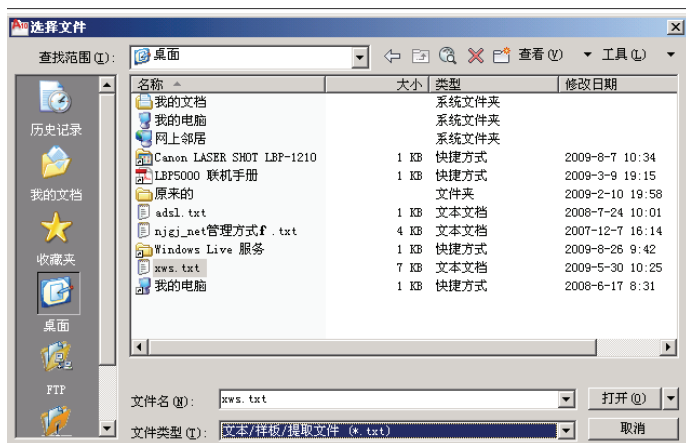 选择文件
查找范围(I): 桌面 查看(V) 工具(L)
名称 大小 类型 修改日期
我的文档 系统文件夹
我的电脑 系统文件夹
网上邻居 系统文件夹
Canon LASER SHOT LBP-1210 1 KB 快捷方式 2009-8-7 10:34
LBP5000 联机手册 1 KB 快捷方式 2009-3-9 19:15
原来的 文件夹 2009-2-10 19:58
adsl.txt 1 KB 文本文档 2008-7-24 10:01
njgj_net管理方式f .txt 4 KB 文本文档 2007-12-7 16:14
Windows Live 服务 1 KB 快捷方式 2009-8-26 9:42
xws.txt 7 KB 文本文档 2009-5-30 10:25
我的电脑 1 KB 快捷方式 2008-6-17 8:31
历史记录
我的文档
收藏夹
桌面
FTP
文件名(N): xws.txt 打开(O)
文件类型(T): 文本/样板/提取文件 (*.txt) 取消